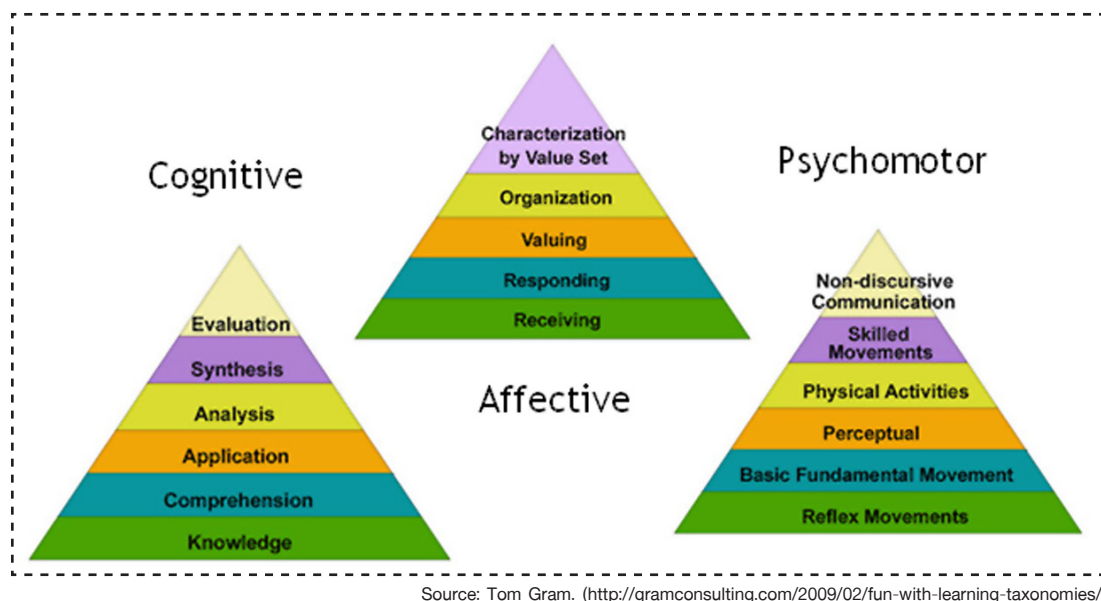 Cognitive
Evaluation
Synthesis
Analysis
Application
Comprehension
Knowledge
Characterization
by Value Set
Organization
Valuing
Responding
Receiving
Affective
Psychomotor
Non-discursive
Communication
Skilled
Movements
Physical Activities
Perceptual
Basic Fundamental Movement
Reflex Movements
Source: Tom Gram. (http://gramconsulting.com/2009/02/fun-with-learning-taxonomies/